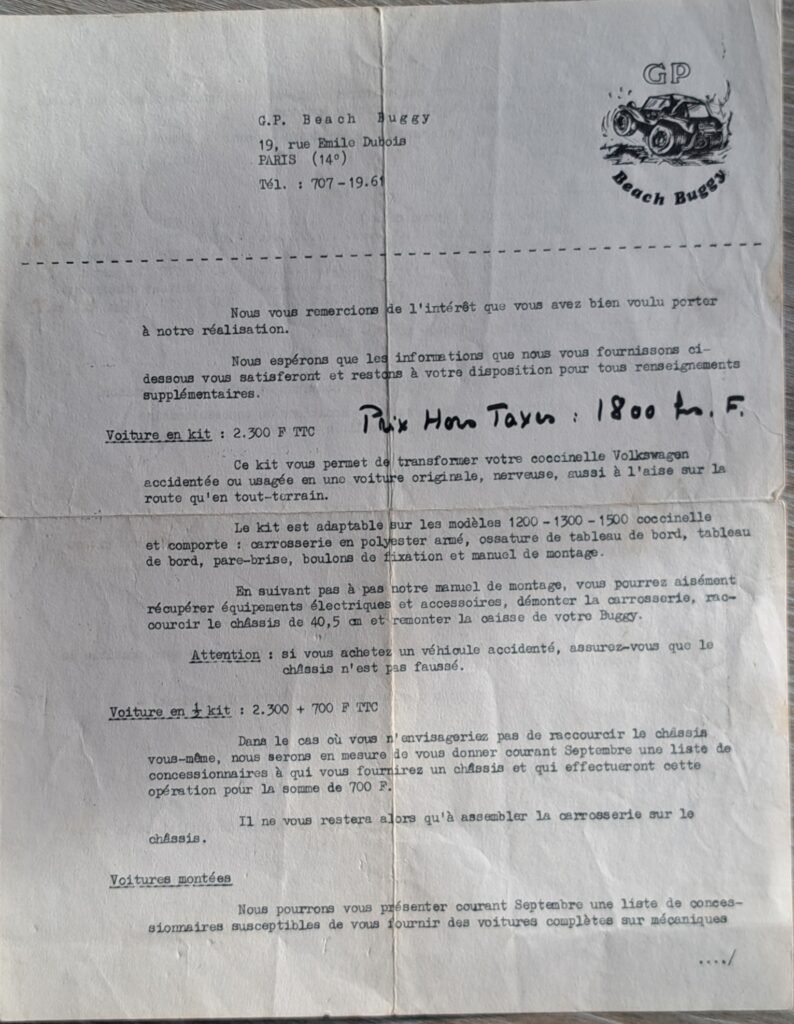 GP
Beach Buggy
G.P. Beach Buggy
19, rue Emile Dubois
PARIS (14°)
Tél. : 707-19.61
Nous vous remercions de l'intérêt que vous avez bien voulu porter
à notre réalisation.
Nous espérons que les informations que nous vous fournissons ci-
dessous vous satisferont et restons à votre disposition pour tous renseignements
supplémentaires.
Prix Hors Taxes : 1800 F.
Voiture en kit : 2.300 F TTC
Ce kit vous permet de transformer votre coccinelle Volkswagen
accidentée ou usagée en une voiture originale, nerveuse, aussi à l'aise sur la
route qu'en tout-terrain.
Le kit est adaptable sur les modèles 1200-1300-1500 coccinelle
et comporte : carrosserie en polyester armé, ossature de tableau de bord, tableau
de bord, pare-brise, boulons de fixation et manuel de montage.
En suivant pas à pas notre manuel de montage, vous pourrez aisément
récupérer équipements électriques et accessoires, démonter la carrosserie, rac-
courcir le châssis de 40,5 cm et remonter la caisse de votre Buggy.
Attention : si vous achetez un véhicule accidenté, assurez-vous que le
châssis n'est pas faussé.
Voiture en ½ kit : 2.300 + 700 F TTC
Dans le cas où vous n'envisageriez pas de raccourcir le châssis
vous-même, nous serons en mesure de vous donner courant Septembre une liste de
concessionnaires à qui vous fournirez un châssis et qui effectueront cette
opération pour la somme de 700 F.
Il ne vous restera alors qu'à assembler la carrosserie sur le
châssis.
Voitures montées
Nous pourrons vous présenter courant Septembre une liste de conces-
sionnaires susceptibles de vous fournir des voitures complètes sur mécaniques
..../